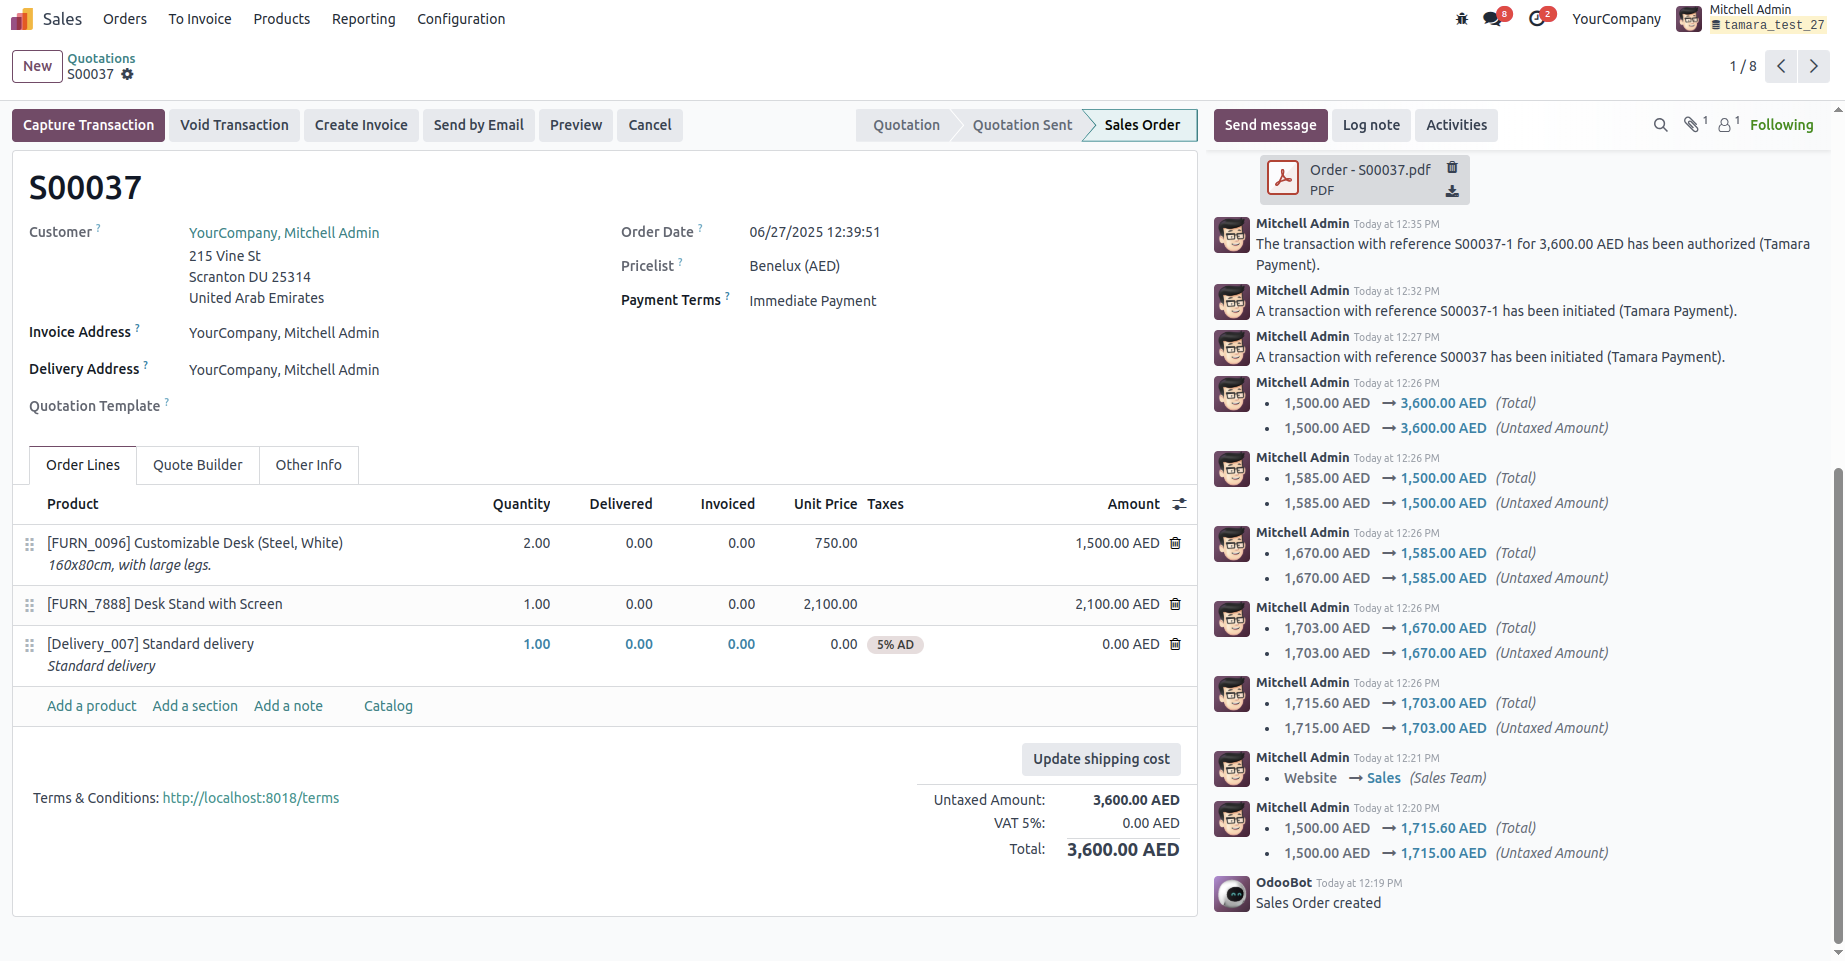 Sales
Orders
To Invoice
Products
Reporting
Configuration
8
2
YourCompany
Mitchell Admin
tamara_test_27
New
Quotations
S00037
1 / 8
Capture Transaction
Void Transaction
Create Invoice
Send by Email
Preview
Cancel
Quotation
Quotation Sent
Sales Order
Send message
Log note
Activities
1
1
Following
S00037
Customer ?
YourCompany, Mitchell Admin
215 Vine St
Scranton DU 25314
United Arab Emirates
Invoice Address ?
YourCompany, Mitchell Admin
Delivery Address ?
YourCompany, Mitchell Admin
Quotation Template ?
Order Date ?
06/27/2025 12:39:51
Pricelist ?
Benelux (AED)
Payment Terms ?
Immediate Payment
Order Lines
Quote Builder
Other Info
Product Quantity Delivered Invoiced Unit Price Taxes Amount
[FURN_0096] Customizable Desk (Steel, White) 2.00 0.00 0.00 750.00 1,500.00 AED
160x80cm, with large legs.
[FURN_7888] Desk Stand with Screen 1.00 0.00 0.00 2,100.00 2,100.00 AED
[Delivery_007] Standard delivery 1.00 0.00 0.00 0.00 5% AD 0.00 AED
Standard delivery
Add a product
Add a section
Add a note
Catalog
Update shipping cost
Terms & Conditions: http://localhost:8018/terms
Untaxed Amount: 3,600.00 AED
VAT 5%: 0.00 AED
Total: 3,600.00 AED
Order - S00037.pdf
PDF
Mitchell Admin Today at 12:35 PM
The transaction with reference S00037-1 for 3,600.00 AED has been authorized (Tamara
Payment).
Mitchell Admin Today at 12:32 PM
A transaction with reference S00037-1 has been initiated (Tamara Payment).
Mitchell Admin Today at 12:27 PM
A transaction with reference S00037 has been initiated (Tamara Payment).
Mitchell Admin Today at 12:26 PM
• 1,500.00 AED → 3,600.00 AED (Total)
• 1,500.00 AED → 3,600.00 AED (Untaxed Amount)
Mitchell Admin Today at 12:26 PM
• 1,585.00 AED → 1,500.00 AED (Total)
• 1,585.00 AED → 1,500.00 AED (Untaxed Amount)
Mitchell Admin Today at 12:26 PM
• 1,670.00 AED → 1,585.00 AED (Total)
• 1,670.00 AED → 1,585.00 AED (Untaxed Amount)
Mitchell Admin Today at 12:26 PM
• 1,703.00 AED → 1,670.00 AED (Total)
• 1,703.00 AED → 1,670.00 AED (Untaxed Amount)
Mitchell Admin Today at 12:26 PM
• 1,715.60 AED → 1,703.00 AED (Total)
• 1,715.00 AED → 1,703.00 AED (Untaxed Amount)
Mitchell Admin Today at 12:21 PM
• Website → Sales (Sales Team)
Mitchell Admin Today at 12:20 PM
• 1,500.00 AED → 1,715.60 AED (Total)
• 1,500.00 AED → 1,715.00 AED (Untaxed Amount)
OdooBot Today at 12:19 PM
Sales Order created